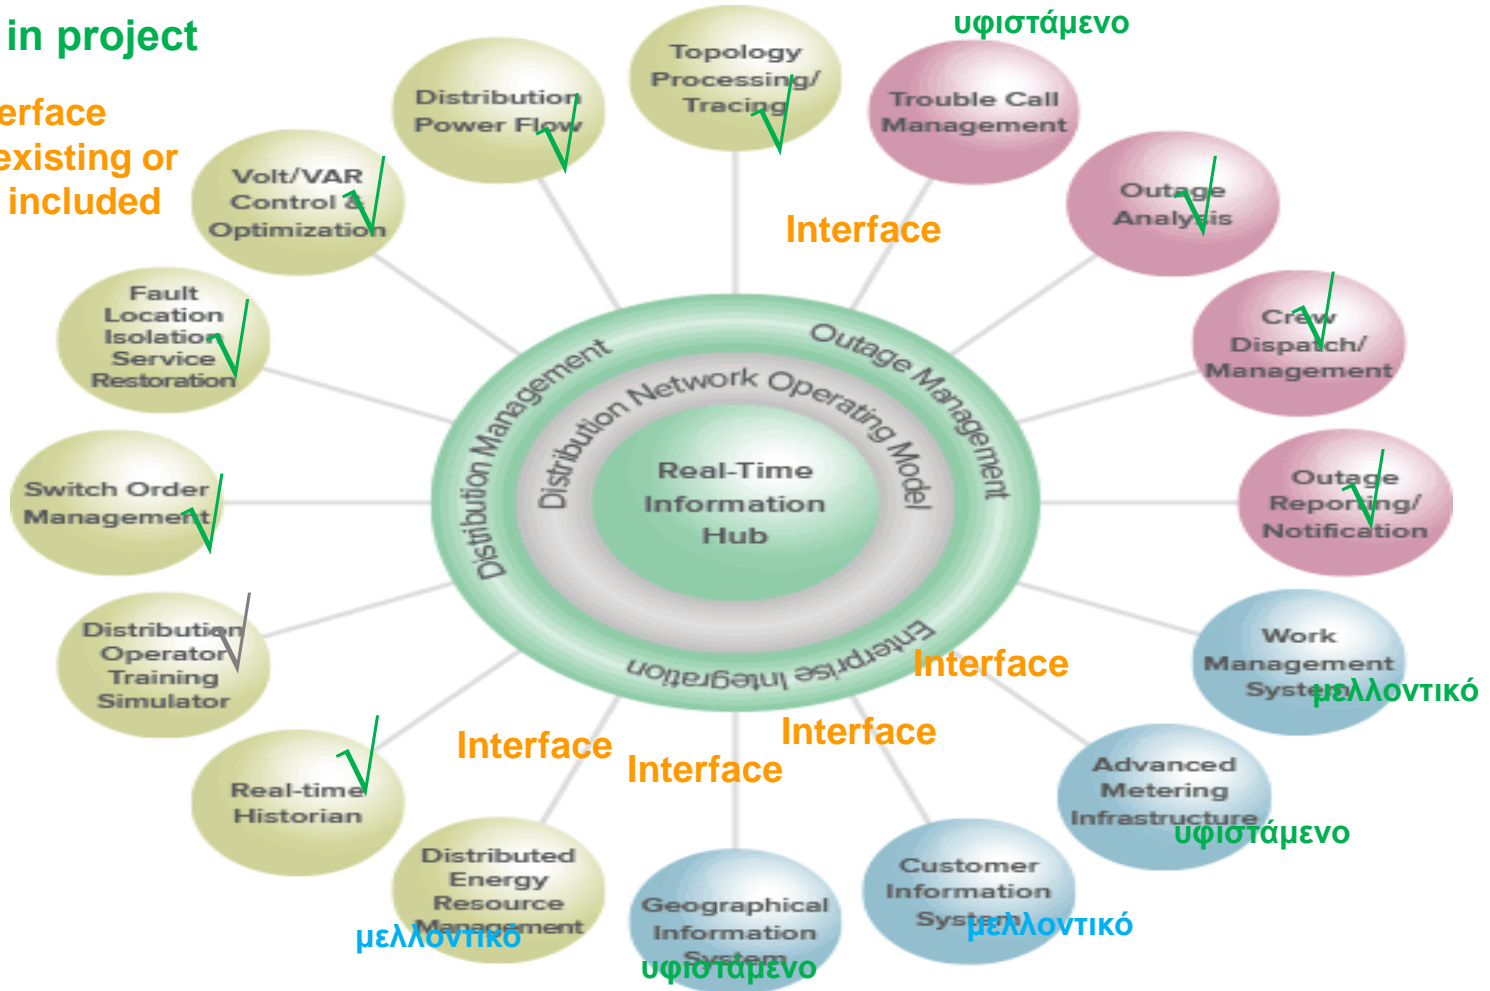 in project
erface
existing or
included
υφιστάμενο
Topology
Processing/
Tracing
Distribution
Power Flow
Trouble Call
Management
Volt/VAR
Control &
Optimization
Outage
Analysis
Interface
Fault
Location
Isolation
Service
Restoration
Crew
Dispatch/
Management
Distribution Management
Outage Management
Distribution Network Operating Model
Real-Time
Information
Hub
Enterprise Integration
Switch Order
Management
Outage
Reporting/
Notification
Distribution
Operator
Training
Simulator
Work
Management
System
μελλοντικό
Interface
Interface
Interface
Interface
Real-time
Historian
Advanced
Metering
Infrastructure
υφιστάμενο
Distributed
Energy
Resource
Management
μελλοντικό
Geographical
Information
System
υφιστάμενο
Customer
Information
System
μελλοντικό